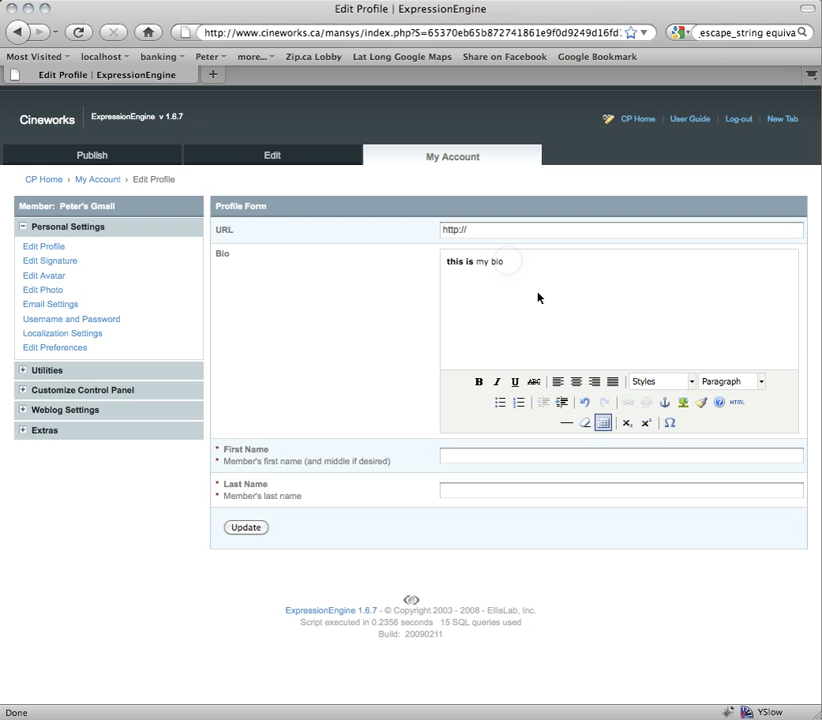 Edit Profile | ExpressionEngine
http://www.cineworks.ca/mansys/index.php?S=65370eb65b872741861e9f0d9249d16fd
_escape_string equiva
Most Visited localhost banking Peter more... Zip.ca Lobby Lat Long Google Maps Share on Facebook Google Bookmark
Edit Profile | ExpressionEngine
Cineworks ExpressionEngine v 1.6.7 CP Home | User Guide | Log-out | New Tab
Publish Edit My Account
CP Home › My Account › Edit Profile
Member: Peter's Gmail
Personal Settings
Edit Profile
Edit Signature
Edit Avatar
Edit Photo
Email Settings
Username and Password
Localization Settings
Edit Preferences
Utilities
Customize Control Panel
Weblog Settings
Extras
Profile Form
URL http://
Bio this is my bio
B I U ABC Styles Paragraph
HTML
x₂ x² Ω
* First Name
* Member's first name (and middle if desired)
* Last Name
* Member's last name
Update
ExpressionEngine 1.6.7 - © Copyright 2003 - 2008 - EllisLab, Inc.
Script executed in 0.2356 seconds 15 SQL queries used
Build: 20090211
Done YSlow